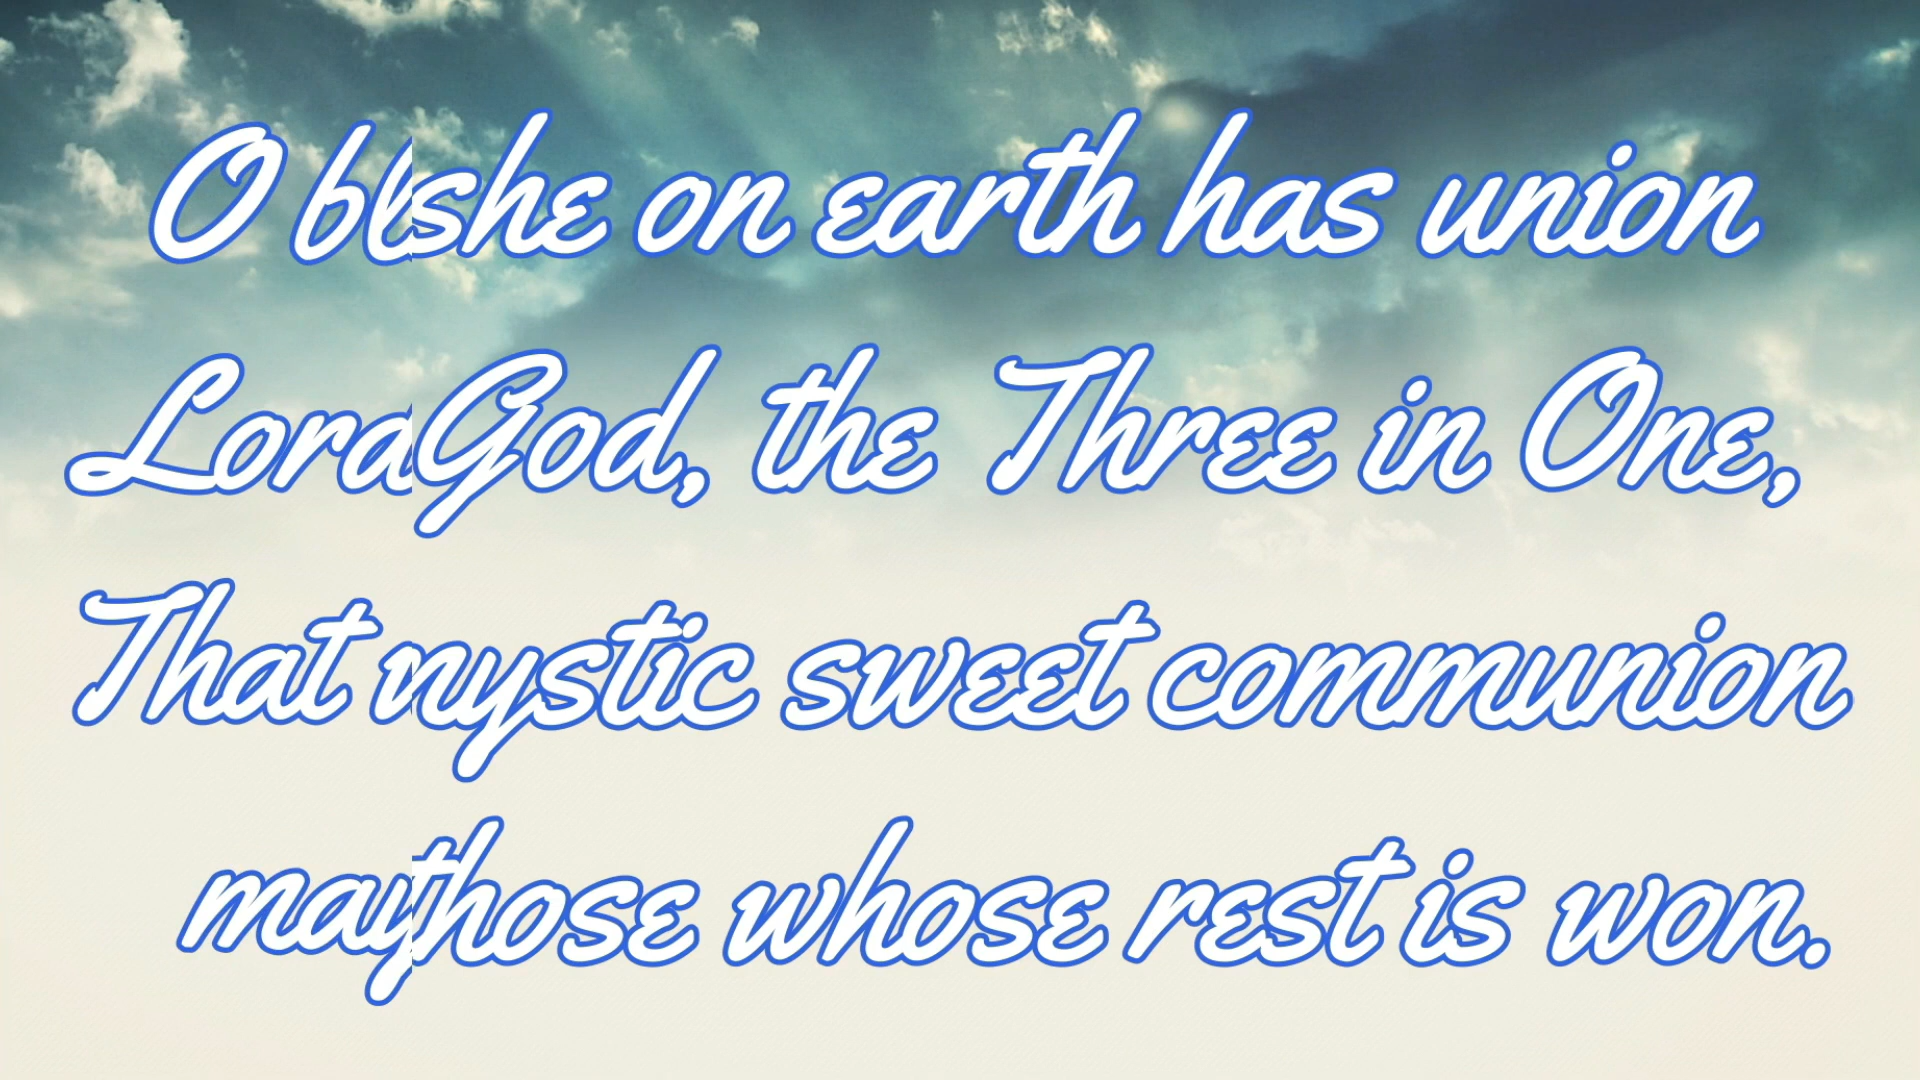 O blshe on earth has union
LoraGod, the Three in One,
That nystic sweet communion
maythose whose rest is won.